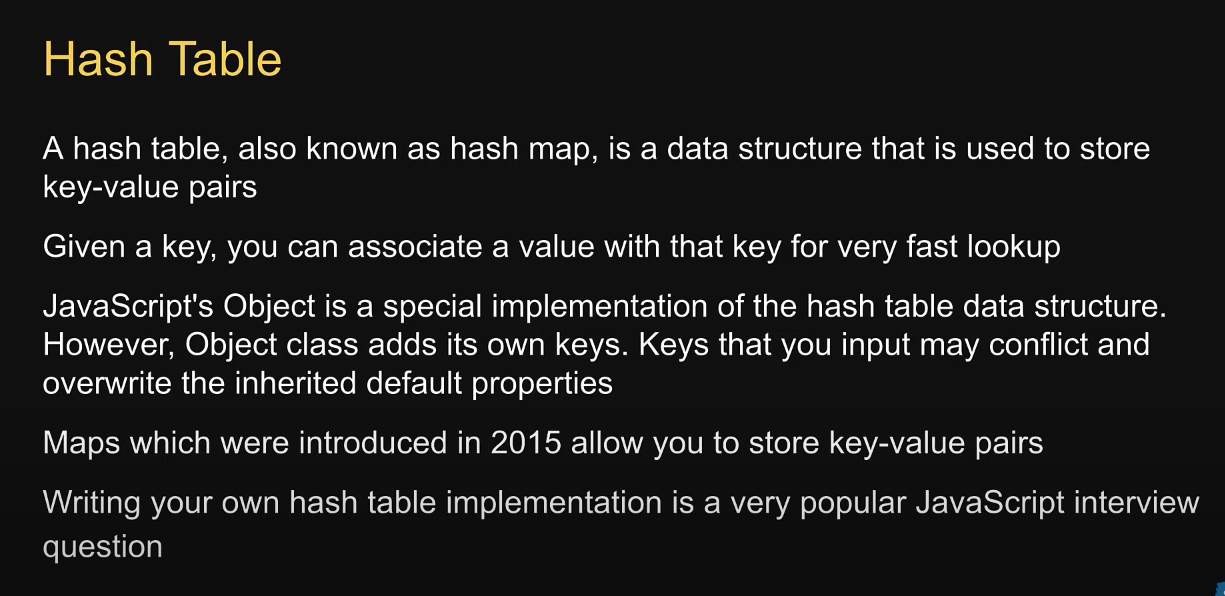 Hash Table
A hash table, also known as hash map, is a data structure that is used to store
key-value pairs
Given a key, you can associate a value with that key for very fast lookup
JavaScript's Object is a special implementation of the hash table data structure.
However, Object class adds its own keys. Keys that you input may conflict and
overwrite the inherited default properties
Maps which were introduced in 2015 allow you to store key-value pairs
Writing your own hash table implementation is a very popular JavaScript interview
question